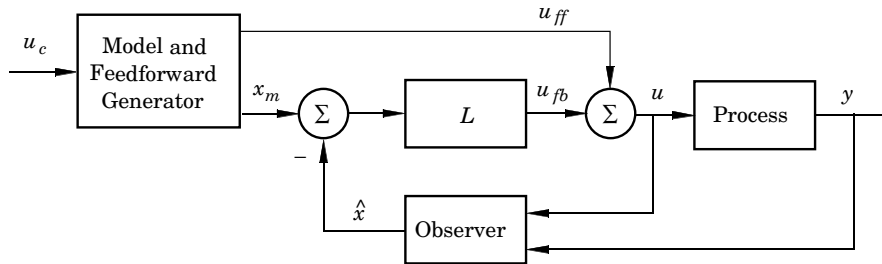 u_c
Model and
Feedforward
Generator
u_ff
x_m
Σ
−
L
u_fb
Σ
u
Process
y
x̂
Observer